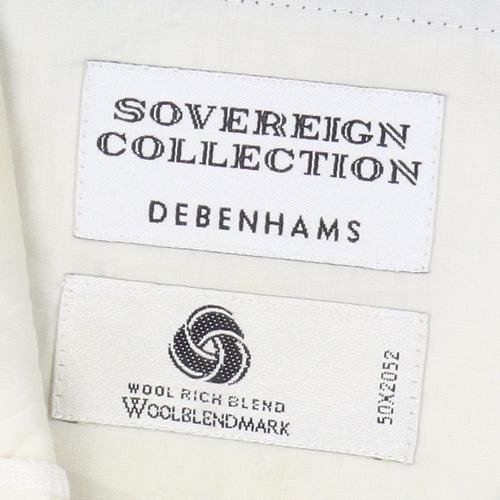 SOVEREIGN
COLLECTION
DEBENHAMS
WOOL RICH BLEND
WOOLBLENDMARK
50X2052